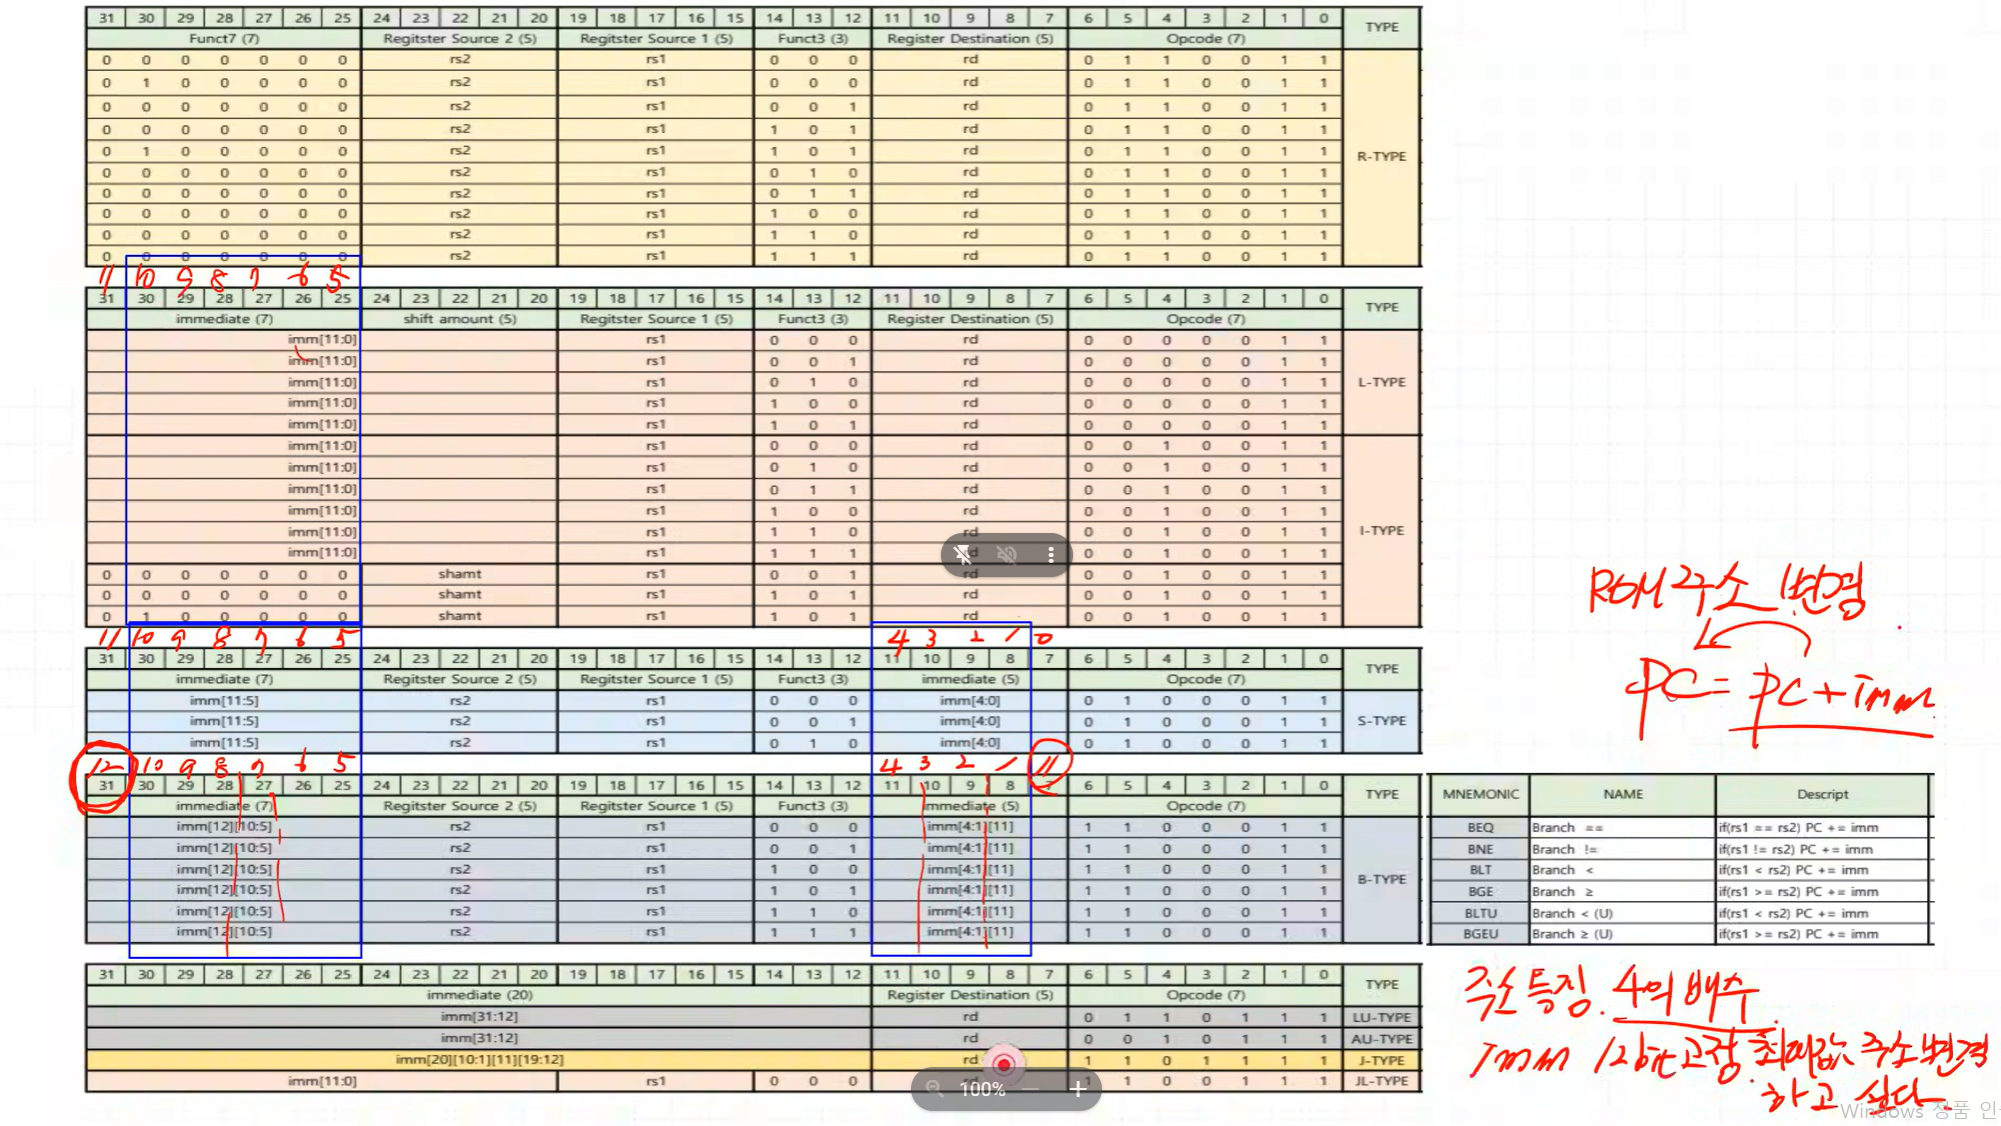 31 30 29 28 27 26 25 24 23 22 21 20 19 18 17 16 15 14 13 12 11 10 9 8 7 6 5 4 3 2 1 0 TYPE
Funct7 (7) Regitster Source 2 (5) Regitster Source 1 (5) Funct3 (3) Register Destination (5) Opcode (7)
0 0 0 0 0 0 0 rs2 rs1 0 0 0 rd 0 1 1 0 0 1 1
0 1 0 0 0 0 0 rs2 rs1 0 0 0 rd 0 1 1 0 0 1 1
0 0 0 0 0 0 0 rs2 rs1 0 0 1 rd 0 1 1 0 0 1 1
0 0 0 0 0 0 0 rs2 rs1 1 0 1 rd 0 1 1 0 0 1 1
0 1 0 0 0 0 0 rs2 rs1 1 0 1 rd 0 1 1 0 0 1 1 R-TYPE
0 0 0 0 0 0 0 rs2 rs1 0 1 0 rd 0 1 1 0 0 1 1
0 0 0 0 0 0 0 rs2 rs1 0 1 1 rd 0 1 1 0 0 1 1
0 0 0 0 0 0 0 rs2 rs1 1 0 0 rd 0 1 1 0 0 1 1
0 0 0 0 0 0 0 rs2 rs1 1 1 0 rd 0 1 1 0 0 1 1
0 0 0 0 0 0 0 rs2 rs1 1 1 1 rd 0 1 1 0 0 1 1
11 10 9 8 7 6 5
31 30 29 28 27 26 25 24 23 22 21 20 19 18 17 16 15 14 13 12 11 10 9 8 7 6 5 4 3 2 1 0 TYPE
immediate (7) shift amount (5) Regitster Source 1 (5) Funct3 (3) Register Destination (5) Opcode (7)
imm[11:0] rs1 0 0 0 rd 0 0 0 0 0 1 1
imm[11:0] rs1 0 0 1 rd 0 0 0 0 0 1 1
imm[11:0] rs1 0 1 0 rd 0 0 0 0 0 1 1 L-TYPE
imm[11:0] rs1 1 0 0 rd 0 0 0 0 0 1 1
imm[11:0] rs1 1 0 1 rd 0 0 0 0 0 1 1
imm[11:0] rs1 0 0 0 rd 0 0 1 0 0 1 1
imm[11:0] rs1 0 1 0 rd 0 0 1 0 0 1 1
imm[11:0] rs1 0 1 1 rd 0 0 1 0 0 1 1
imm[11:0] rs1 1 0 0 rd 0 0 1 0 0 1 1
imm[11:0] rs1 1 1 0 rd 0 0 1 0 0 1 1 I-TYPE
imm[11:0] rs1 1 1 1 0 0 1 0 0 1 1
0 0 0 0 0 0 0 shamt rs1 0 0 1 rd 0 0 1 0 0 1 1
0 0 0 0 0 0 0 shamt rs1 1 0 1 rd 0 0 1 0 0 1 1
0 1 0 0 0 0 0 shamt rs1 1 0 1 rd 0 0 1 0 0 1 1
ROM 주소 변경
PC = PC + imm
11 10 9 8 7 6 5 4 3 2 1 0
31 30 29 28 27 26 25 24 23 22 21 20 19 18 17 16 15 14 13 12 11 10 9 8 7 6 5 4 3 2 1 0 TYPE
immediate (7) Regitster Source 2 (5) Regitster Source 1 (5) Funct3 (3) immediate (5) Opcode (7)
imm[11:5] rs2 rs1 0 0 0 imm[4:0] 0 1 0 0 0 1 1
imm[11:5] rs2 rs1 0 0 1 imm[4:0] 0 1 0 0 0 1 1 S-TYPE
imm[11:5] rs2 rs1 0 1 0 imm[4:0] 0 1 0 0 0 1 1
12 10 9 8 7 6 5 4 3 2 1 11
31 30 29 28 27 26 25 24 23 22 21 20 19 18 17 16 15 14 13 12 11 10 9 8 7 6 5 4 3 2 1 0 TYPE
immediate (7) Regitster Source 2 (5) Regitster Source 1 (5) Funct3 (3) immediate (5) Opcode (7)
imm[12][10:5] rs2 rs1 0 0 0 imm[4:1][11] 1 1 0 0 0 1 1
imm[12][10:5] rs2 rs1 0 0 1 imm[4:1][11] 1 1 0 0 0 1 1
imm[12][10:5] rs2 rs1 1 0 0 imm[4:1][11] 1 1 0 0 0 1 1 B-TYPE
imm[12][10:5] rs2 rs1 1 0 1 imm[4:1][11] 1 1 0 0 0 1 1
imm[12][10:5] rs2 rs1 1 1 0 imm[4:1][11] 1 1 0 0 0 1 1
imm[12][10:5] rs2 rs1 1 1 1 imm[4:1][11] 1 1 0 0 0 1 1
MNEMONIC NAME Descript
BEQ Branch == if(rs1 == rs2) PC += imm
BNE Branch != if(rs1 != rs2) PC += imm
BLT Branch < if(rs1 < rs2) PC += imm
BGE Branch ≥ if(rs1 >= rs2) PC += imm
BLTU Branch < (U) if(rs1 < rs2) PC += imm
BGEU Branch ≥ (U) if(rs1 >= rs2) PC += imm
31 30 29 28 27 26 25 24 23 22 21 20 19 18 17 16 15 14 13 12 11 10 9 8 7 6 5 4 3 2 1 0 TYPE
immediate (20) Register Destination (5) Opcode (7)
imm[31:12] rd 0 1 1 0 1 1 1 LU-TYPE
imm[31:12] rd 0 0 1 0 1 1 1 AU-TYPE
imm[20][10:1][11][19:12] rd 1 1 0 1 1 1 1 J-TYPE
imm[11:0] rs1 0 0 0 1 0 0 1 1 1 JL-TYPE
100%
주소 특징. 4의 배수
imm 12bit 고정. 주소 변경
하고 싶다.
Windows 정품 인